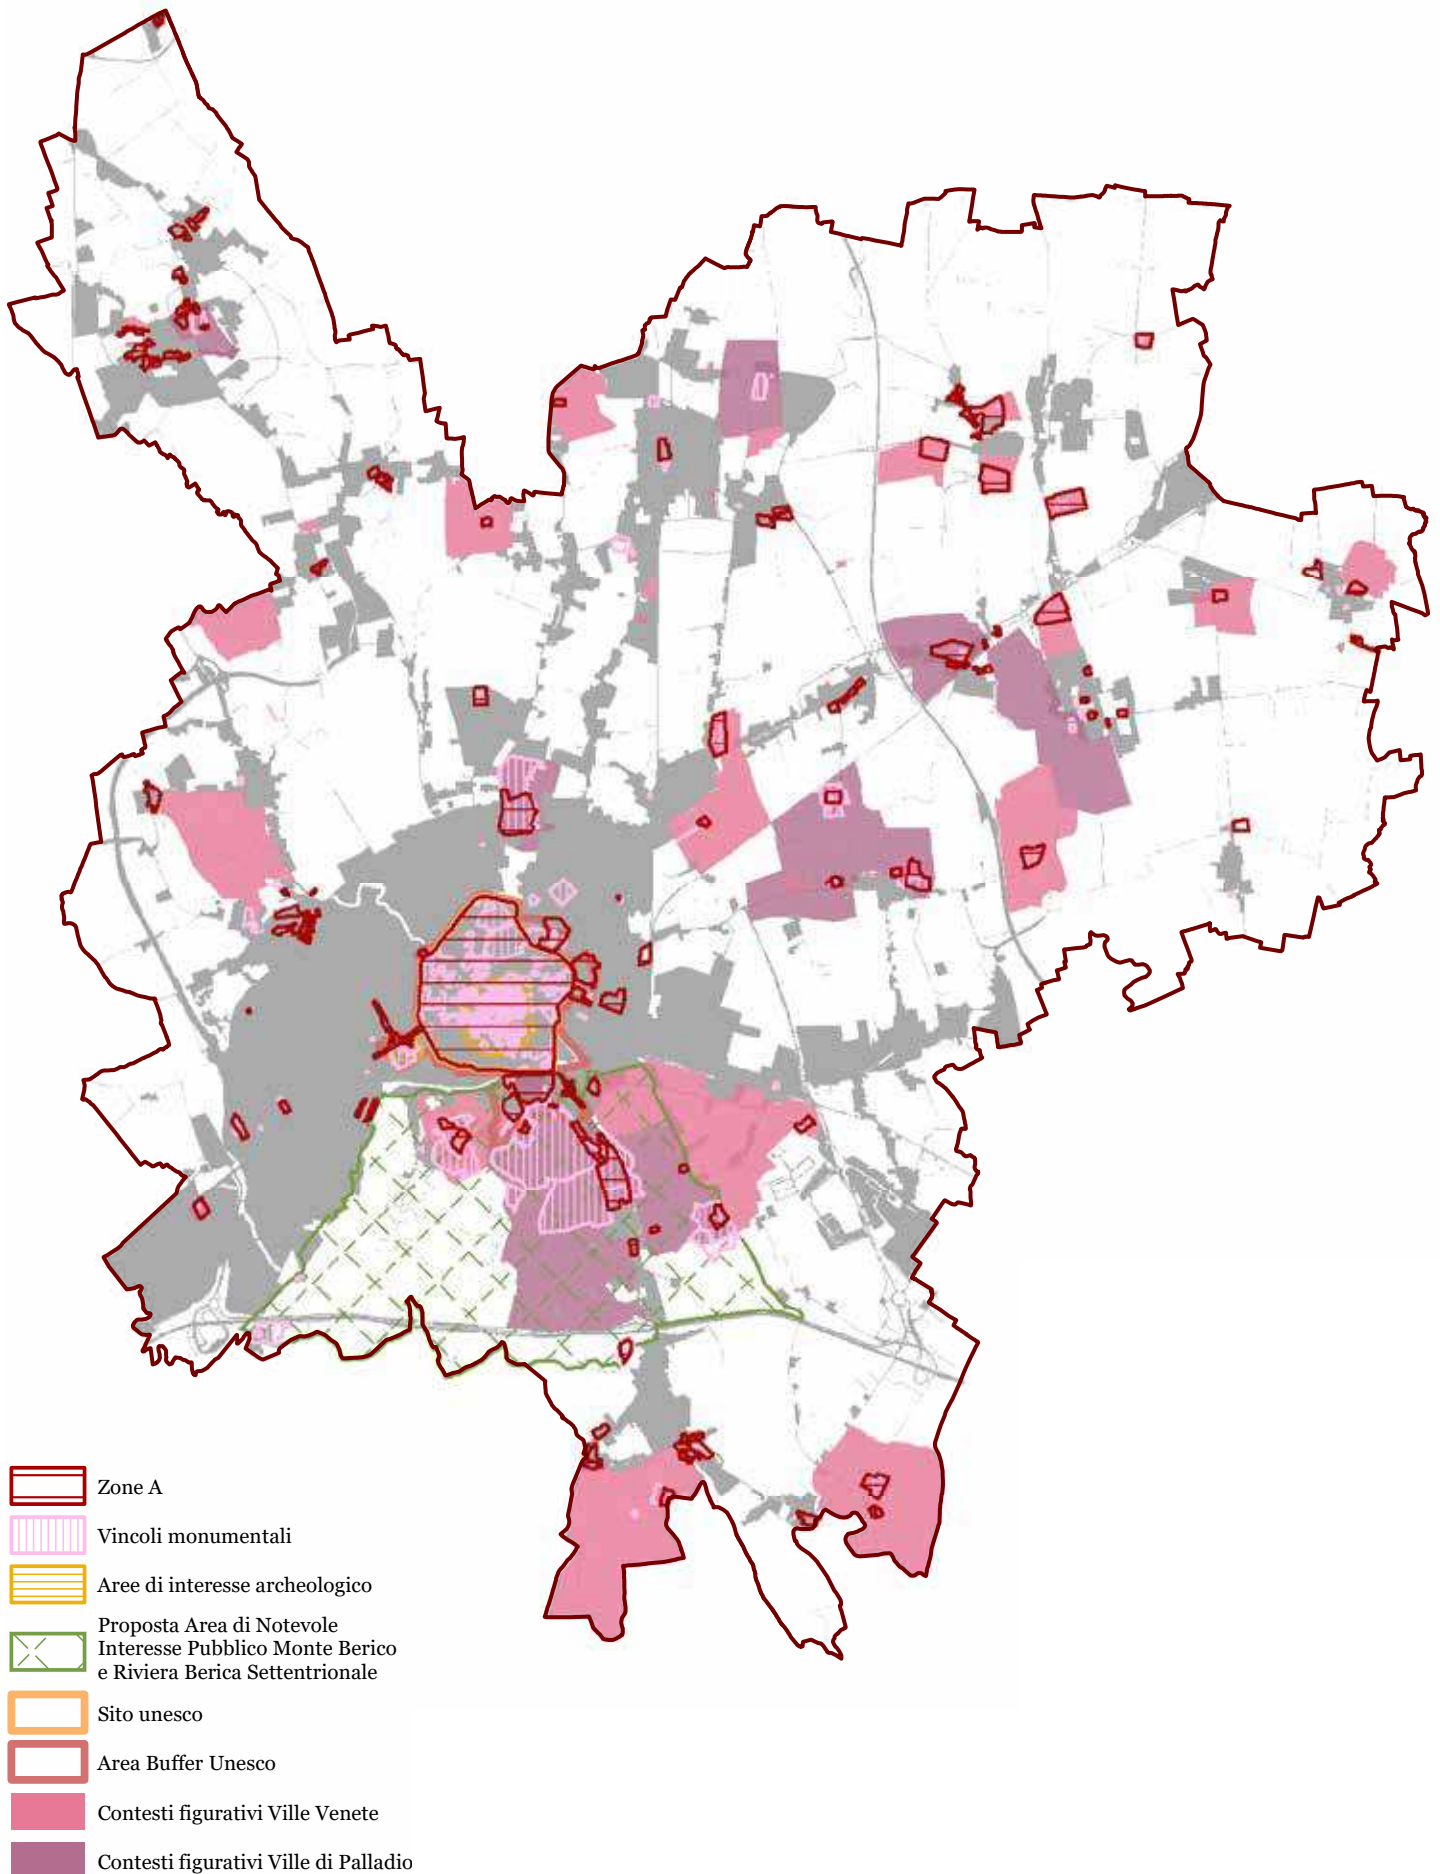 Zone A
Vincoli monumentali
Aree di interesse archeologico
Proposta Area di Notevole
Interesse Pubblico Monte Berico
e Riviera Berica Settentrionale
Sito unesco
Area Buffer Unesco
Contesti figurativi Ville Venete
Contesti figurativi Ville di Palladio